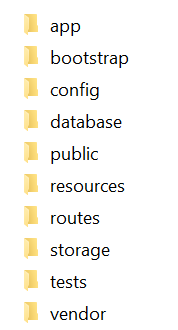 app
bootstrap
config
database
public
resources
routes
storage
tests
vendor